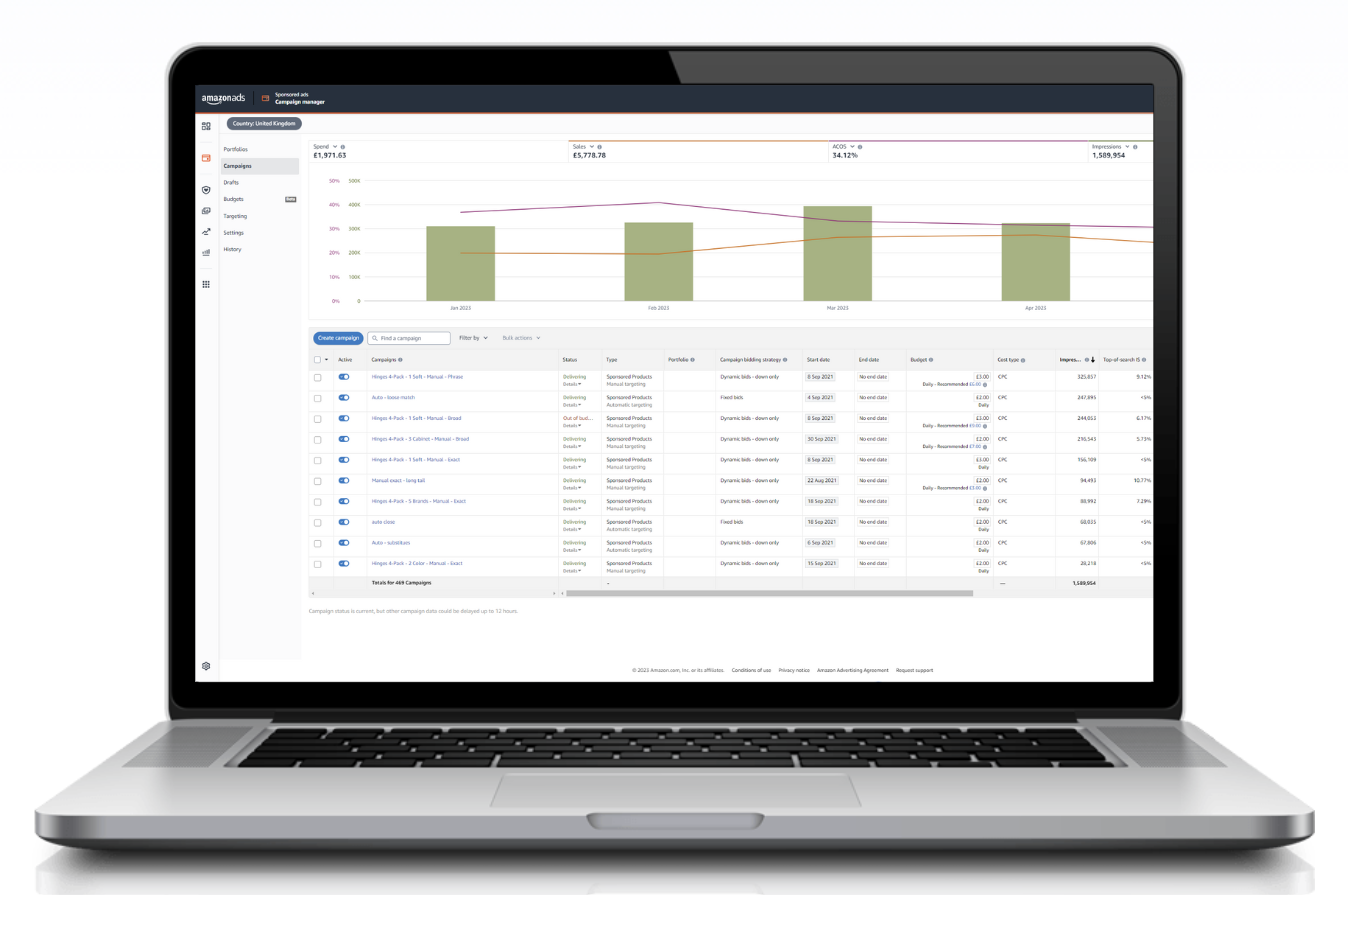 amazonads
Sponsored ads
Campaign manager
Country: United Kingdom
Portfolios
Campaigns
Drafts
Budgets Beta
Targeting
Settings
History
Spend
£1,971.63
Sales
£5,778.78
ACOS
34.12%
Impressions
1,589,954
50% 500K
40% 400K
30% 300K
20% 200K
10% 100K
0% 0
Jan 2023 Feb 2023 Mar 2023 Apr 2023
Create campaign Find a campaign Filter by Bulk actions
Active Campaigns Status Type Portfolio Campaign bidding strategy Start date End date Budget Cost type Impres... Top-of-search IS
Hinges 4-Pack - 1 Soft - Manual - Phrase Delivering Sponsored Products Dynamic bids - down only 8 Sep 2021 No end date £3.00 CPC 325,837 9.12%
Details Manual targeting Daily - Recommended £6.00
Auto - loose match Delivering Sponsored Products Fixed bids 4 Sep 2021 No end date £2.00 CPC 247,895 <5%
Details Automatic targeting Daily
Hinges 4-Pack - 1 Soft - Manual - Broad Out of bud... Sponsored Products Dynamic bids - down only 8 Sep 2021 No end date £2.00 CPC 244,053 6.17%
Details Manual targeting Daily - Recommended £9.00
Hinges 4-Pack - 3 Cabinet - Manual - Broad Delivering Sponsored Products Dynamic bids - down only 30 Sep 2021 No end date £2.00 CPC 210,543 5.73%
Details Manual targeting Daily - Recommended £7.00
Hinges 4-Pack - 1 Soft - Manual - Exact Delivering Sponsored Products Dynamic bids - down only 8 Sep 2021 No end date £3.00 CPC 156,109 <5%
Details Manual targeting Daily
Manual exact - long tail Delivering Sponsored Products Dynamic bids - down only 22 Aug 2021 No end date £2.00 CPC 94,493 10.77%
Details Manual targeting Daily - Recommended £3.00
Hinges 4-Pack - 5 Brands - Manual - Exact Delivering Sponsored Products Dynamic bids - down only 18 Sep 2021 No end date £2.00 CPC 88,992 7.29%
Details Manual targeting Daily
auto close Delivering Sponsored Products Fixed bids 18 Sep 2021 No end date £2.00 CPC 68,035 <5%
Details Automatic targeting Daily
Auto - substitues Delivering Sponsored Products Dynamic bids - down only 6 Sep 2021 No end date £2.00 CPC 67,806 <5%
Details Automatic targeting Daily
Hinges 4-Pack - 2 Color - Manual - Exact Delivering Sponsored Products Dynamic bids - down only 15 Sep 2021 No end date £2.00 CPC 28,218 <5%
Details Manual targeting Daily
Totals for 469 Campaigns - — 1,589,954
Campaign status is current, but other campaign data could be delayed up to 12 hours.
© 2023 Amazon.com, Inc. or its affiliates. Conditions of use Privacy notice Amazon Advertising Agreement Request support